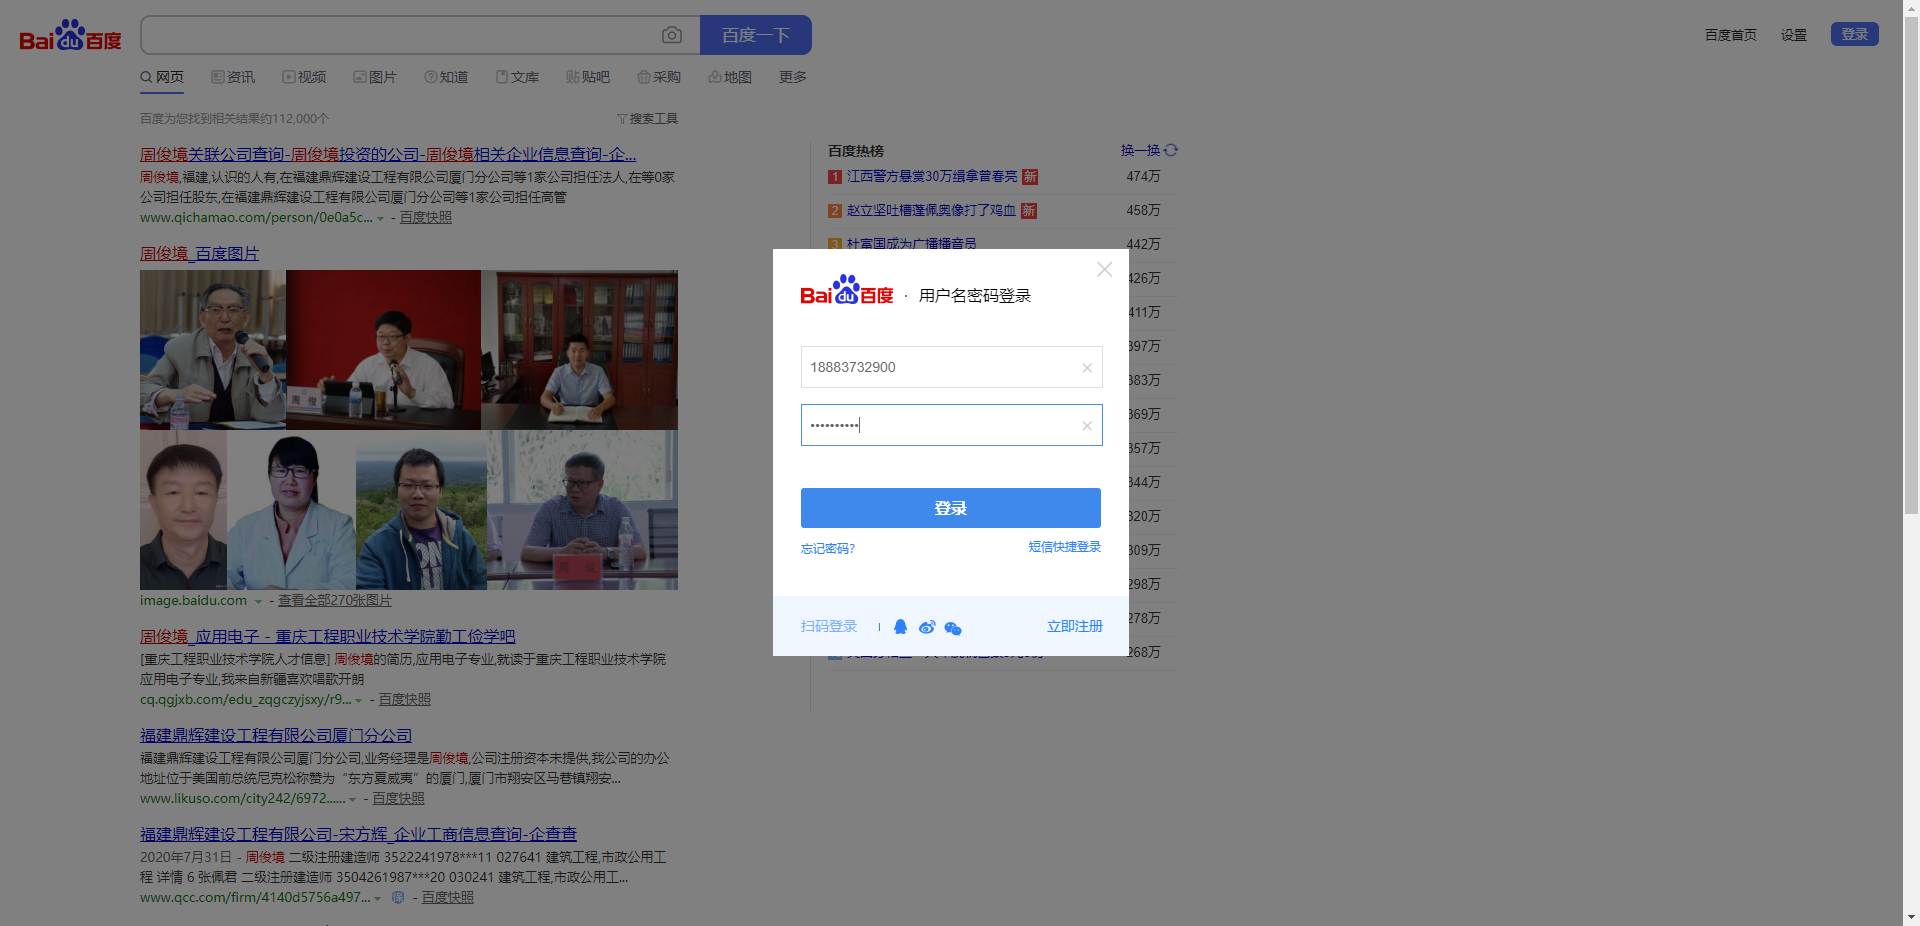 Bai du 百度
百度一下
百度首页 设置 登录
网页 资讯 视频 图片 知道 文库 贴吧 采购 地图 更多
百度为您找到相关结果约112,000个
搜索工具
周俊境关联公司查询-周俊境投资的公司-周俊境相关企业信息查询-企...
周俊境,福建,认识的人有,在福建鼎辉建设工程有限公司厦门分公司等1家公司担任法人,在等0家
公司担任股东,在福建鼎辉建设工程有限公司厦门分公司等1家公司担任高管
www.qichamao.com/person/0e0a5c... - 百度快照
周俊境_百度图片
周 俊
image.baidu.com - 查看全部270张图片
周俊境_应用电子 - 重庆工程职业技术学院勤工俭学吧
[重庆工程职业技术学院人才信息] 周俊境的简历,应用电子专业,就读于重庆工程职业技术学院
应用电子专业,我来自新疆喜欢唱歌开朗
cq.qgjxb.com/edu_zqgczyjsxy/r9... - 百度快照
福建鼎辉建设工程有限公司厦门分公司
福建鼎辉建设工程有限公司厦门分公司,业务经理是周俊境,公司注册资本未提供,我公司的办公
地址位于美国前总统尼克松称赞为“东方夏威夷”的厦门,厦门市翔安区马巷镇翔安...
www.likuso.com/city242/6972...... - 百度快照
福建鼎辉建设工程有限公司-宋方辉_企业工商信息查询-企查查
2020年7月31日 - 周俊境 二级注册建造师 3522241978***11 027641 建筑工程,市政公用工
程 详情 6 张佩君 二级注册建造师 3504261987***20 030241 建筑工程,市政公用工...
www.qcc.com/firm/4140d5756a497... 保 - 百度快照
百度热榜
换一换
1 江西警方悬赏30万缉拿曾春亮 新 474万
2 赵立坚吐槽蓬佩奥像打了鸡血 新 458万
3 杜富国成为广播播音员 442万
426万
411万
397万
383万
369万
357万
344万
320万
309万
298万
278万
268万
Bai du 百度 · 用户名密码登录
18883732900
••••••••••
登录
忘记密码?
短信快捷登录
扫码登录
立即注册